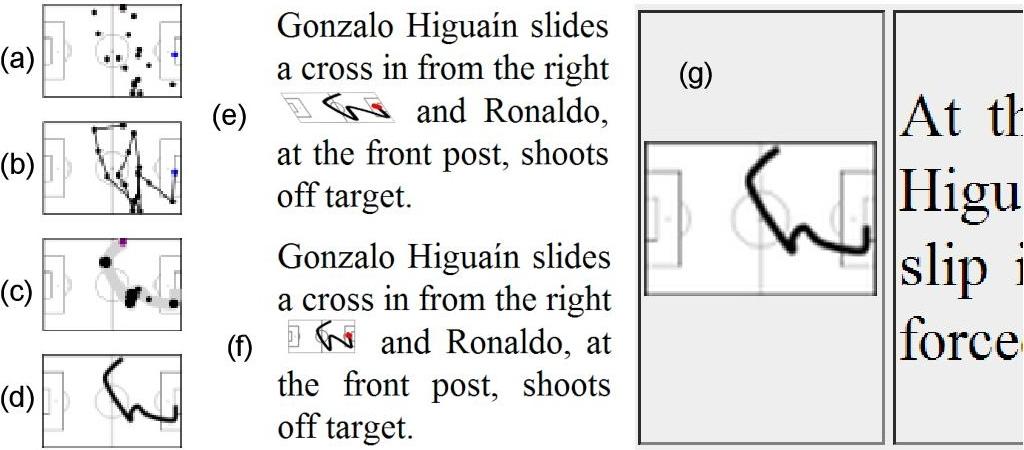 (a)
(b)
(c)
(d)
(e)
Gonzalo Higuaín slides
a cross in from the right
and Ronaldo,
at the front post, shoots
off target.
(f)
Gonzalo Higuaín slides
a cross in from the right
and Ronaldo, at
the front post, shoots
off target.
(g)
At th
Higu
slip i
force